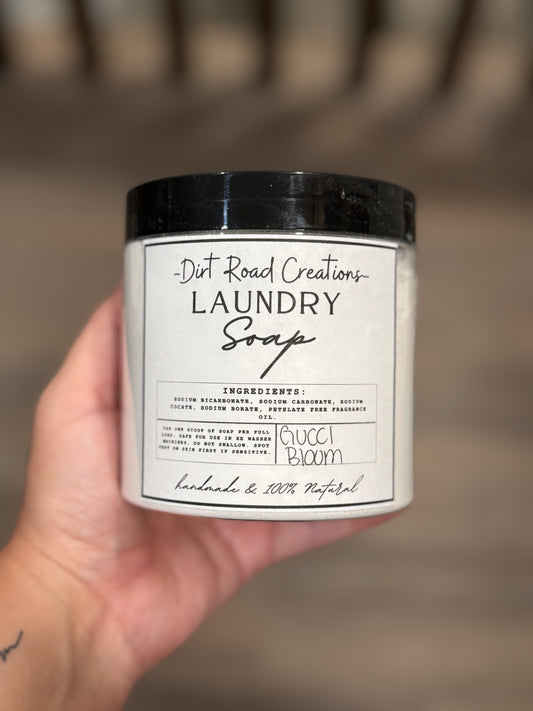 -Dirt Road Creations-
LAUNDRY
Soap
INGREDIENTS:
SODIUM BICARBONATE, SODIUM CARBONATE, SODIUM
COCATE, SODIUM BORATE, PHTELATE FREE FRAGRANCE
OIL.
USE ONE SCOOP OF SOAP PER FULL
LOAD. SAFE FOR USE IN HE WASHER
MACHINES. DO NOT SWALLOW. SPOT
TEST ON SKIN FIRST IF SENSITIVE.
GUCCI
Bloom
handmade & 100% Natural